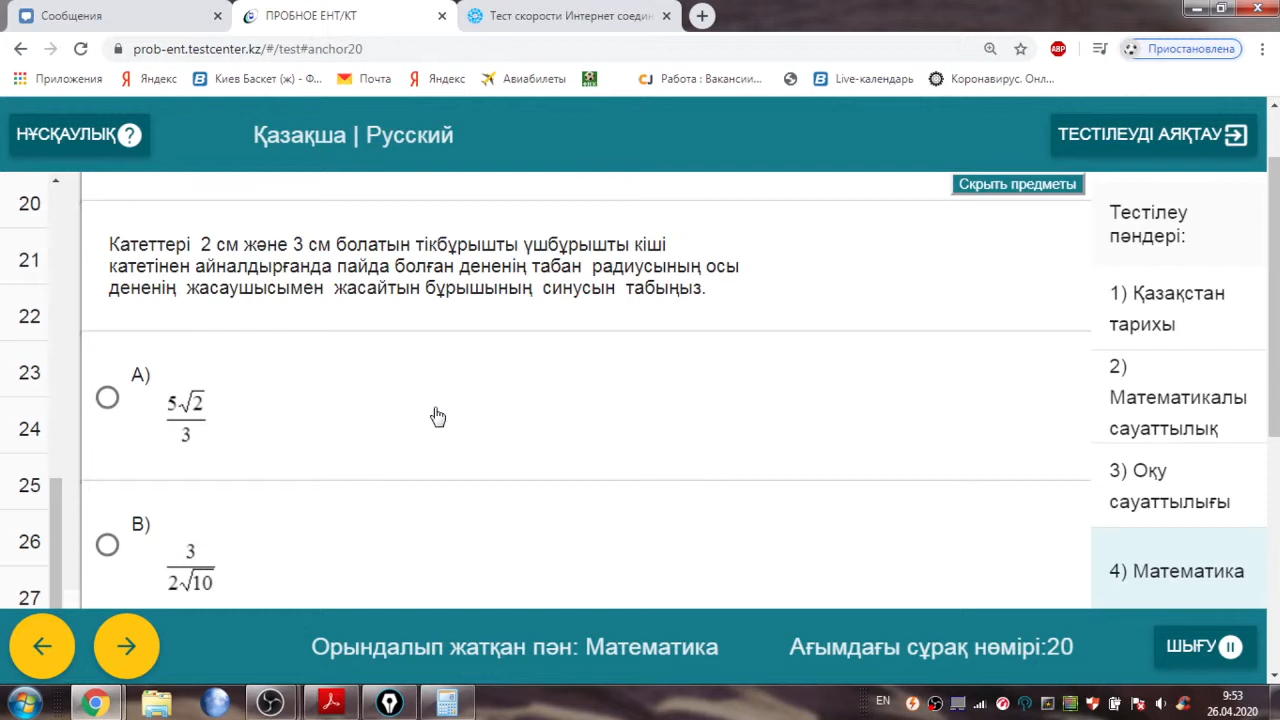 Сообщения
ПРОБНОЕ ЕНТ/КТ
Тест скорости Интернет соедин
prob-ent.testcenter.kz/#/test#anchor20
ABP
Приостановлена
Приложения
Яндекс
Киев Баскет (ж) - Ф...
Почта
Яндекс
Авиабилеты
Работа : Вакансии...
Live-календарь
Коронавирус. Онл...
НҰСҚАУЛЫҚ ?
Қазақша | Русский
ТЕСТІЛЕУДІ АЯҚТАУ
Скрыть предметы
20
21
22
23
24
25
26
27
Катеттері 2 см және 3 см болатын тікбұрышты үшбұрышты кіші
катетінен айналдырғанда пайда болған дененің табан радиусының осы
дененің жасаушысымен жасайтын бұрышының синусын табыңыз.
A)
5√2
3
B)
3
2√10
Тестілеу
пәндері:
1) Қазақстан
тарихы
2)
Математикалы
сауаттылық
3) Оқу
сауаттылығы
4) Математика
Орындалып жатқан пән: Математика
Ағымдағы сұрақ нөмірі:20
ШЫҒУ
EN
9:53
26.04.2020